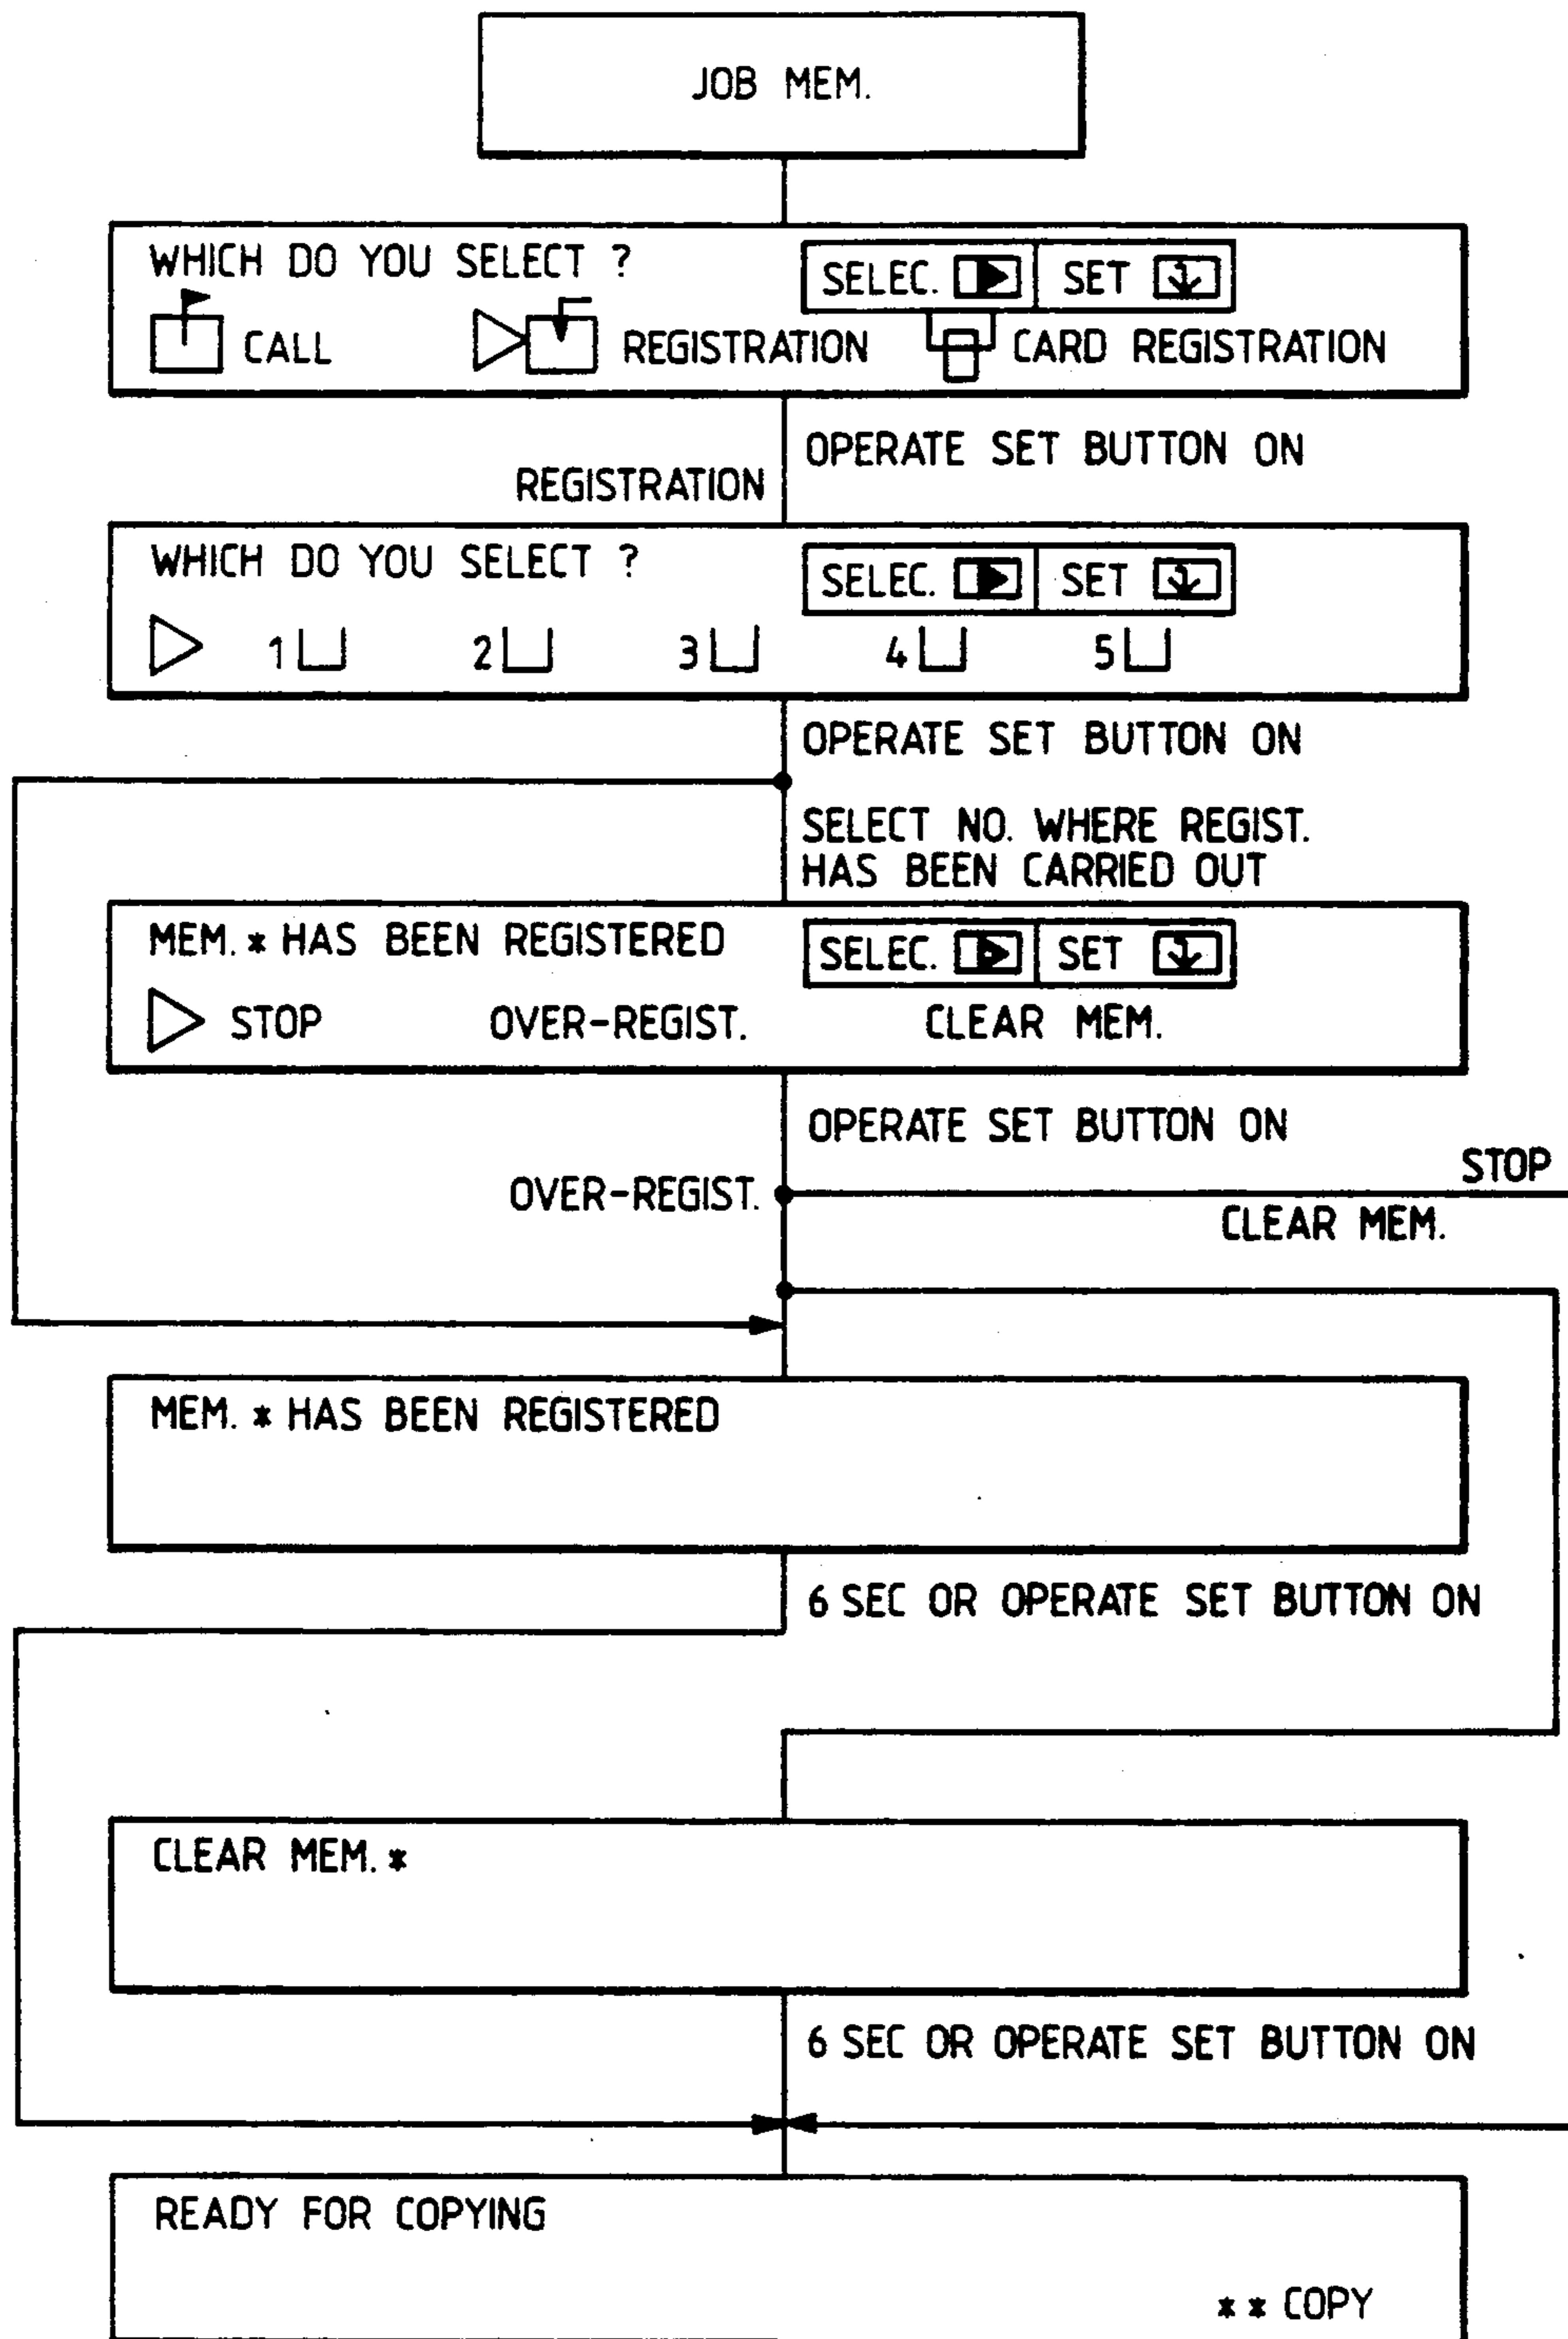 JOB MEM.
WHICH DO YOU SELECT ?
SELEC. SET
CALL REGISTRATION CARD REGISTRATION
OPERATE SET BUTTON ON
REGISTRATION
WHICH DO YOU SELECT ?
SELEC. SET
1 2 3 4 5
OPERATE SET BUTTON ON
SELECT NO. WHERE REGIST.
HAS BEEN CARRIED OUT
MEM. * HAS BEEN REGISTERED
SELEC. SET
STOP OVER-REGIST. CLEAR MEM.
OPERATE SET BUTTON ON
STOP
OVER-REGIST.
CLEAR MEM.
MEM. * HAS BEEN REGISTERED
6 SEC OR OPERATE SET BUTTON ON
CLEAR MEM. *
6 SEC OR OPERATE SET BUTTON ON
READY FOR COPYING
* * COPY